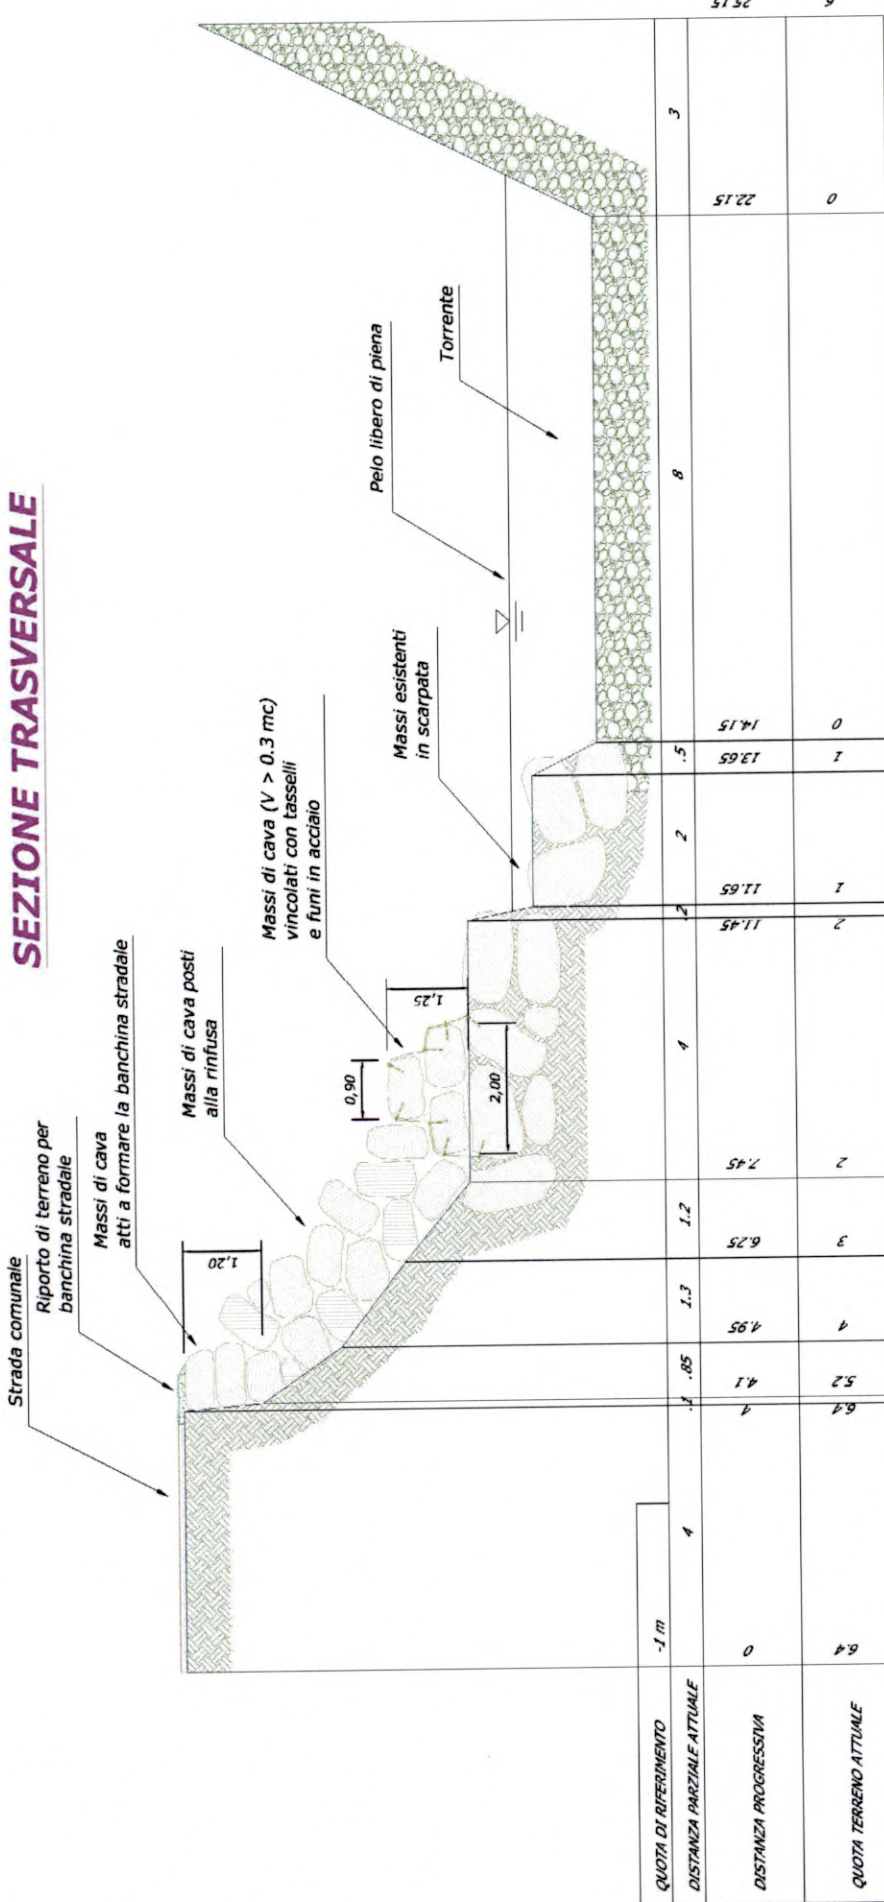 SEZIONE TRASVERSALE
Strada comunale
Riporto di terreno per
banchina stradale
Massi di cava
atti a formare la banchina stradale
Massi di cava posti
alla rinfusa
Massi di cava (V > 0.3 mc)
vincolati con tasselli
e funi in acciaio
Massi esistenti
in scarpata
Pelo libero di piena
Torrente
1,20
0,90
1,25
2,00
QUOTA DI RIFERIMENTO -1 m
DISTANZA PARZIALE ATTUALE 4 .1 .85 1.3 1.2 4 .2 2 .5 8 3
DISTANZA PROGRESSIVA 0 4 4.1 4.95 6.25 7.45 11.45 11.65 13.65 14.15 22.15 25.15
QUOTA TERRENO ATTUALE 6.4 6.4 5.2 4 3 2 2 1 1 0 0 6